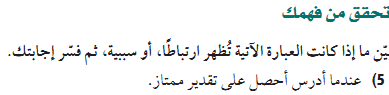 تحقق من فهمك
بيّن ما إذا كانت العبارة الآتية تُظهر ارتباطًا، أو سببية، ثم فسّر إجابتك.
5) عندما أدرس أحصل على تقدير ممتاز.